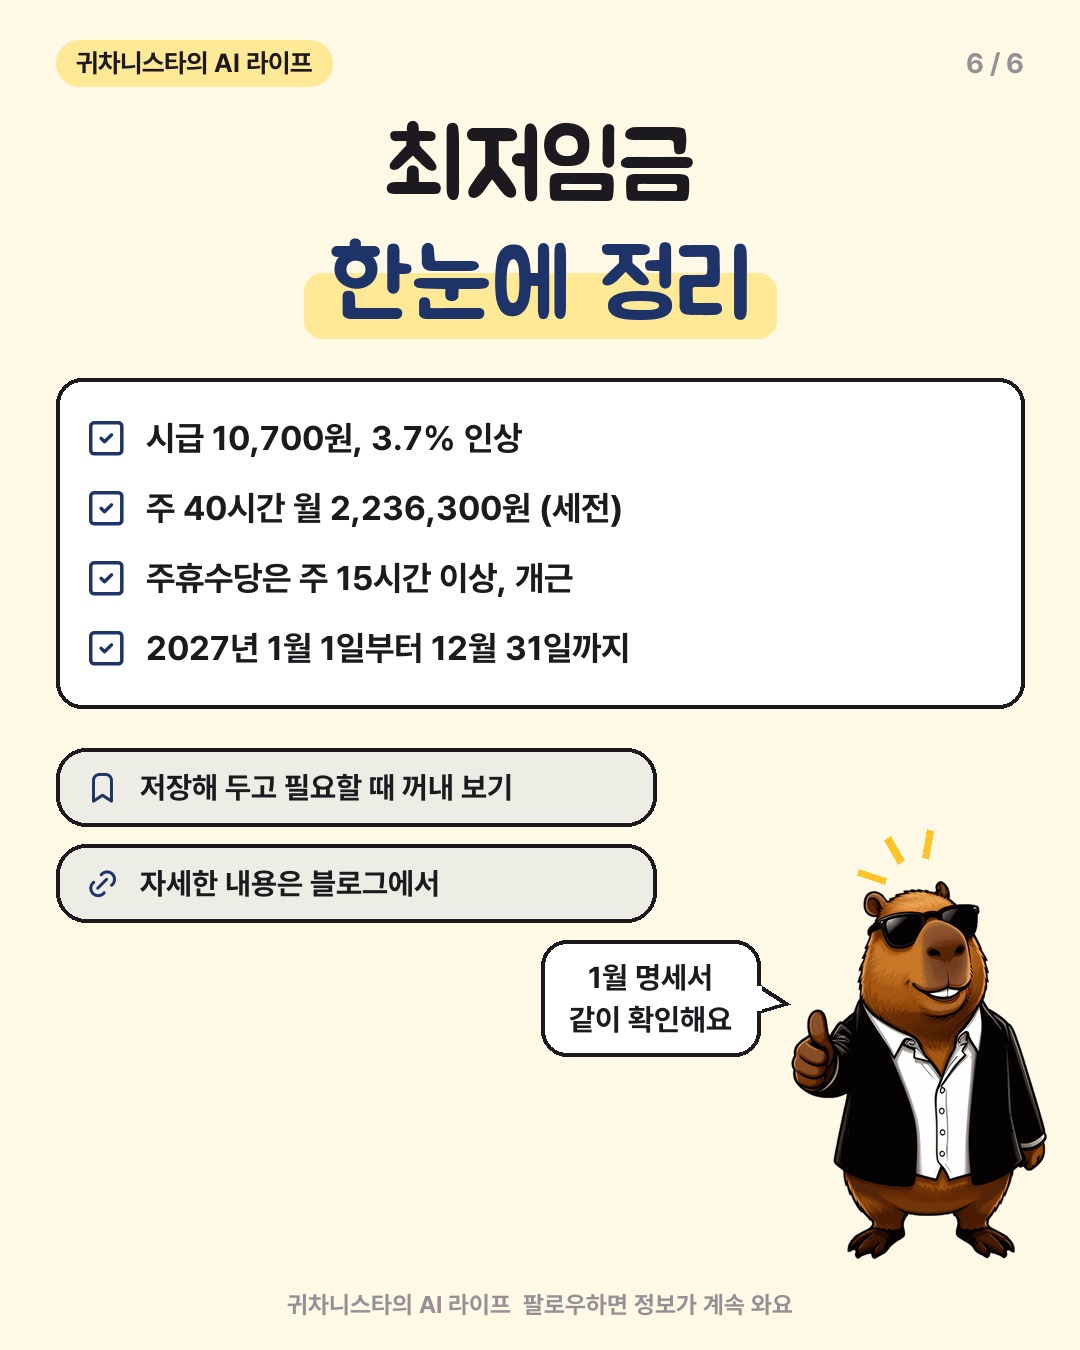 귀차니스타의 AI 라이프
6 / 6
최저임금
한눈에 정리
시급 10,700원, 3.7% 인상
주 40시간 월 2,236,300원 (세전)
주휴수당은 주 15시간 이상, 개근
2027년 1월 1일부터 12월 31일까지
저장해 두고 필요할 때 꺼내 보기
자세한 내용은 블로그에서
1월 명세서
같이 확인해요
귀차니스타의 AI 라이프 팔로우하면 정보가 계속 와요